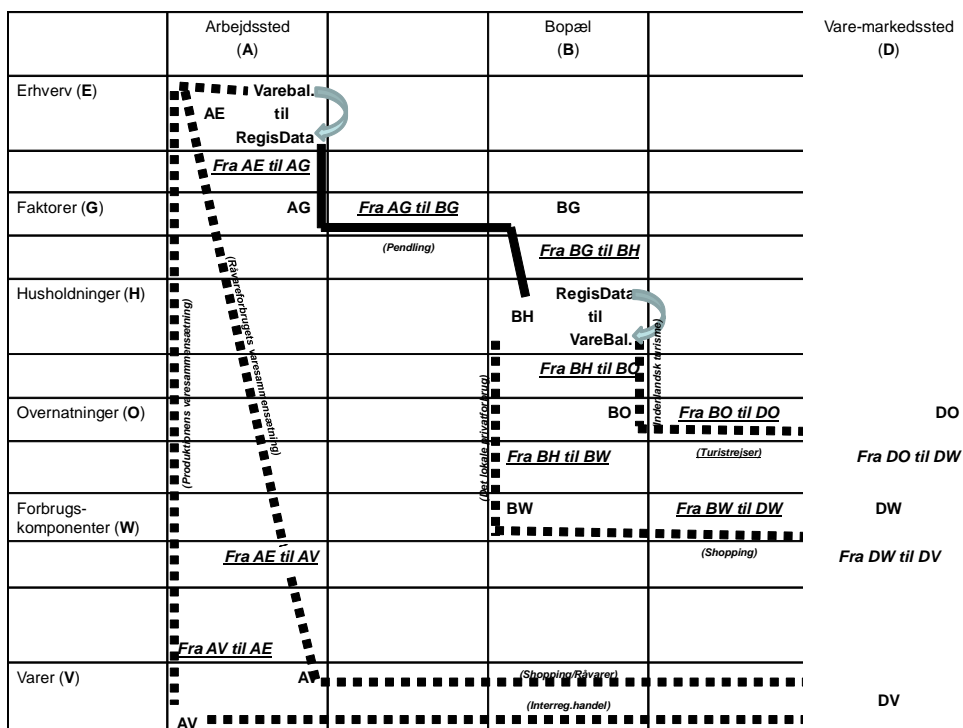 Arbejdssted
(A)
Bopæl
(B)
Vare-markedssted
(D)
Erhverv (E)
Varebal.
AE til
RegisData
Fra AE til AG
Faktorer (G)
AG
Fra AG til BG
BG
(Pendling)
Fra BG til BH
Husholdninger (H)
RegisData
BH til
VareBal.
Fra BH til BO
(Produktionens varesammensætning)
(Råvareforbrugets varesammensætning)
(Det lokale privatforbrug)
(Indenlandsk turisme)
Overnatninger (O)
BO
Fra BO til DO
DO
Fra BH til BW
(Turistrejser)
Fra DO til DW
Forbrugs-
komponenter (W)
BW
Fra BW til DW
DW
Fra AE til AV
(Shopping)
Fra DW til DV
Fra AV til AE
Varer (V)
AV
(Shopping/Råvarer)
(Interreg.handel)
DV
AV